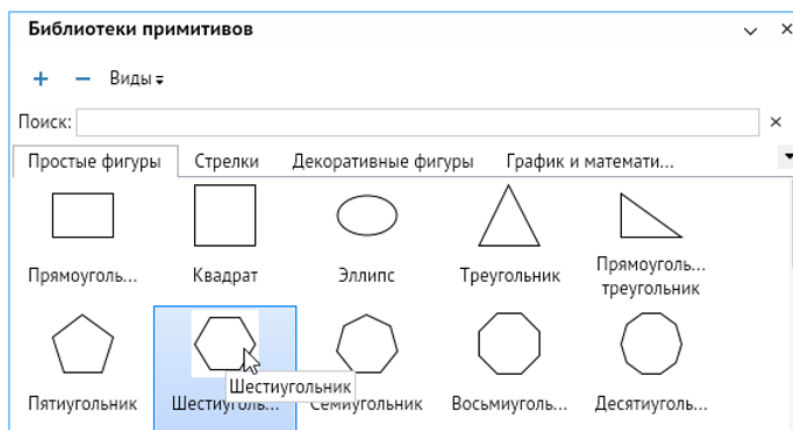 Библиотеки примитивов
+ − Виды
Поиск:
Простые фигуры Стрелки Декоративные фигуры График и математи...
Прямоуголь... Квадрат Эллипс Треугольник Прямоуголь...
треугольник
Шестиугольник
Пятиугольник Шестиуголь... Семиугольник Восьмиуголь... Десятиуголь...